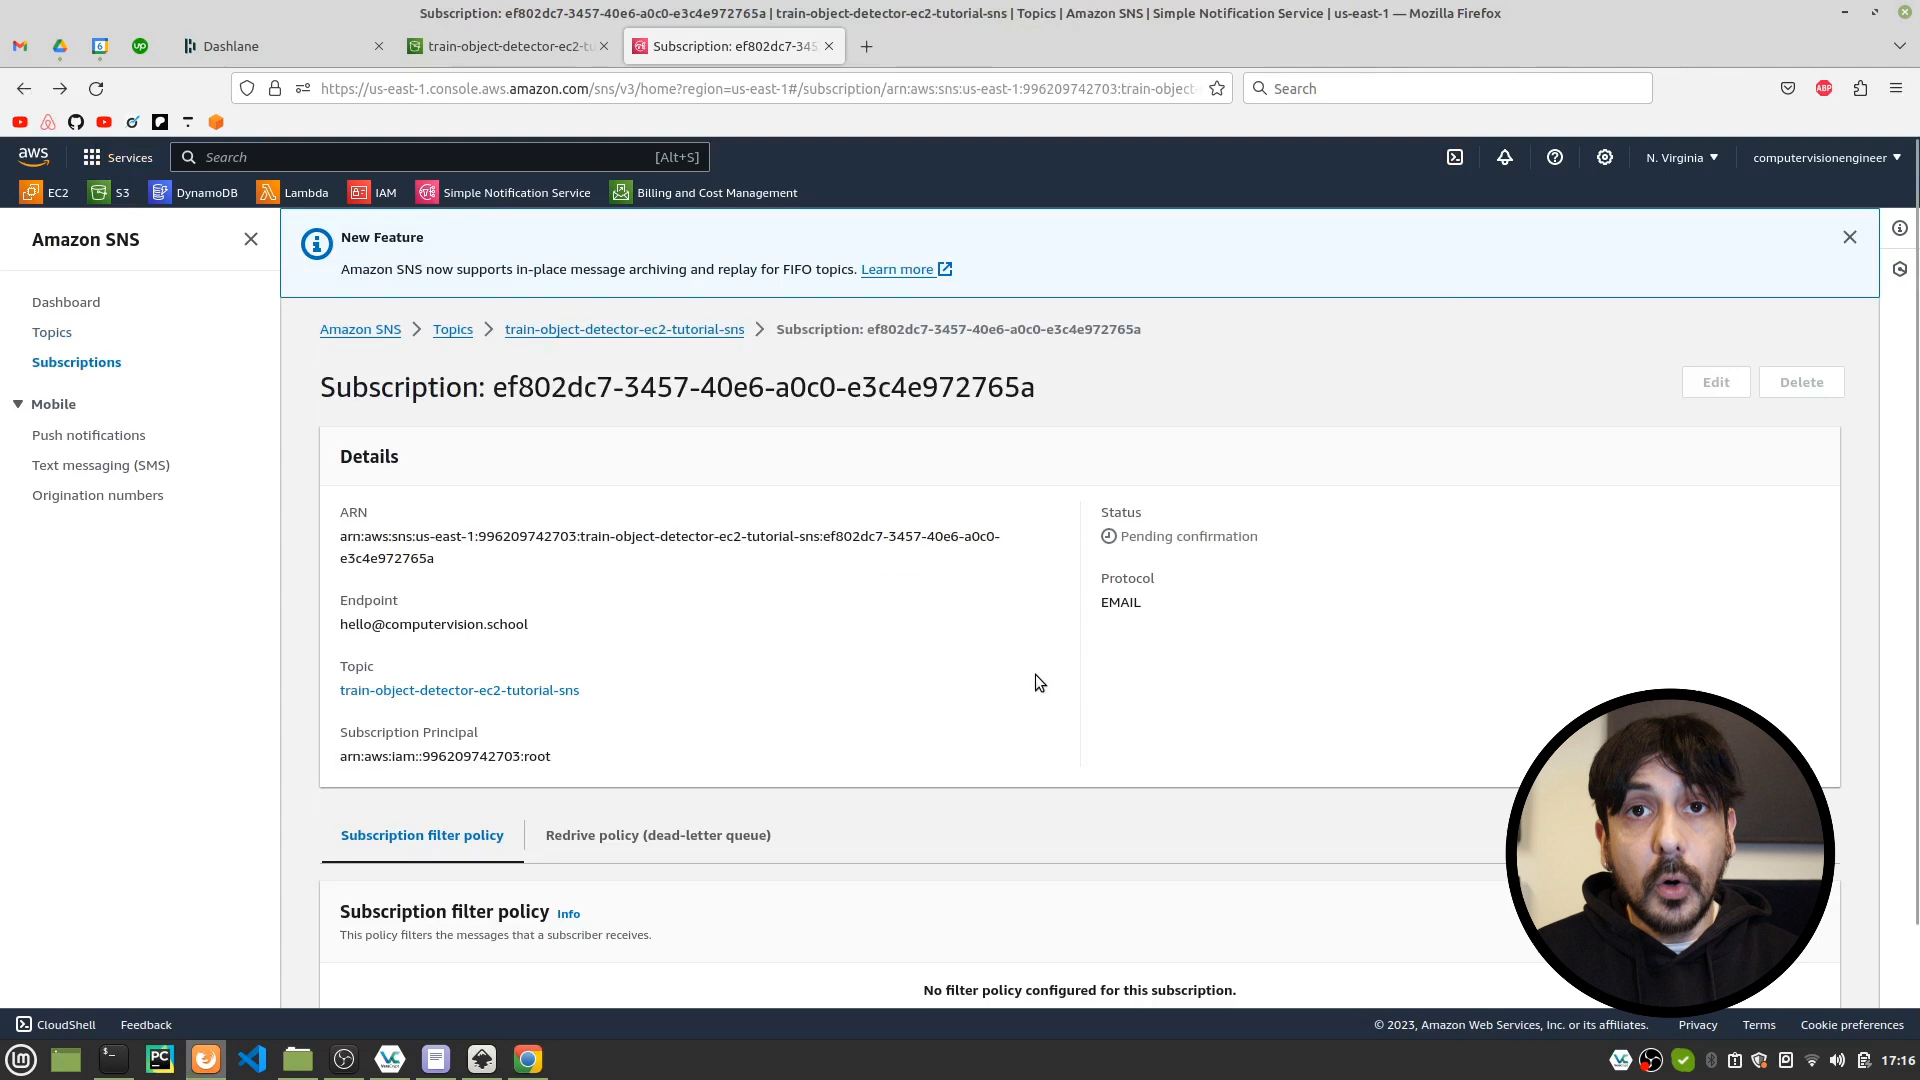 Subscription: ef802dc7-3457-40e6-a0c0-e3c4e972765a | train-object-detector-ec2-tutorial-sns | Topics | Amazon SNS | Simple Notification Service | us-east-1 — Mozilla Firefox
Dashlane
train-object-detector-ec2-tu
Subscription: ef802dc7-345
https://us-east-1.console.aws.amazon.com/sns/v3/home?region=us-east-1#/subscription/arn:aws:sns:us-east-1:996209742703:train-object-
Search
ABP
aws
Services
Search
[Alt+S]
N. Virginia
computervisionengineer
EC2
S3
DynamoDB
Lambda
IAM
Simple Notification Service
Billing and Cost Management
Amazon SNS
Dashboard
Topics
Subscriptions
Mobile
Push notifications
Text messaging (SMS)
Origination numbers
New Feature
Amazon SNS now supports in-place message archiving and replay for FIFO topics. Learn more
Amazon SNS > Topics > train-object-detector-ec2-tutorial-sns > Subscription: ef802dc7-3457-40e6-a0c0-e3c4e972765a
Subscription: ef802dc7-3457-40e6-a0c0-e3c4e972765a
Edit
Delete
Details
ARN
arn:aws:sns:us-east-1:996209742703:train-object-detector-ec2-tutorial-sns:ef802dc7-3457-40e6-a0c0-
e3c4e972765a
Endpoint
hello@computervision.school
Topic
train-object-detector-ec2-tutorial-sns
Subscription Principal
arn:aws:iam::996209742703:root
Status
Pending confirmation
Protocol
EMAIL
Subscription filter policy
Redrive policy (dead-letter queue)
Subscription filter policy Info
This policy filters the messages that a subscriber receives.
No filter policy configured for this subscription.
CloudShell
Feedback
© 2023, Amazon Web Services, Inc. or its affiliates.
Privacy
Terms
Cookie preferences
PC
17:16